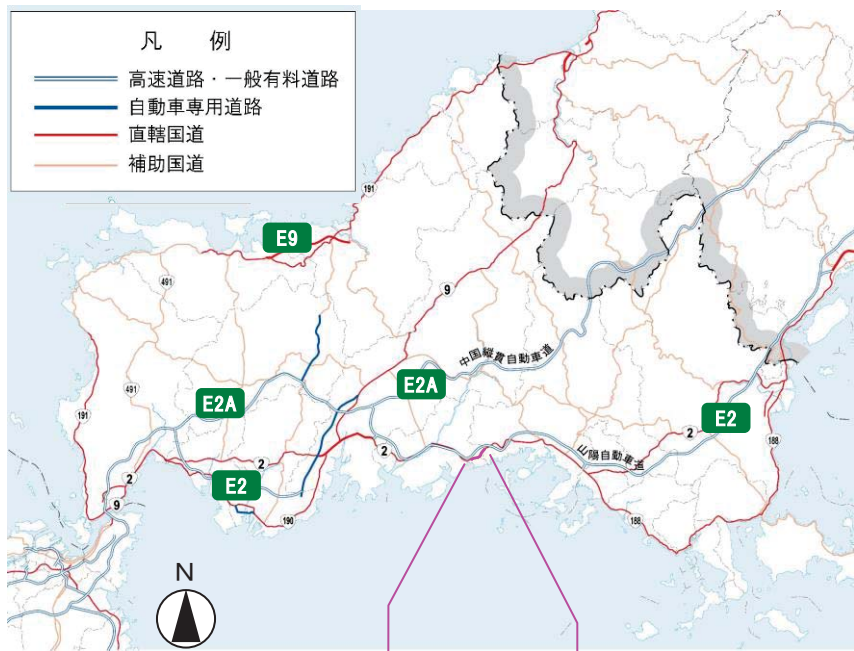 凡　例
高速道路・一般有料道路
自動車専用道路
直轄国道
補助国道
191
E9
491
9
中国縦貫自動車道
E2A
E2A
491
191
E2
2
山陽自動車道
188
2
2
E2
2
9
190
188
N